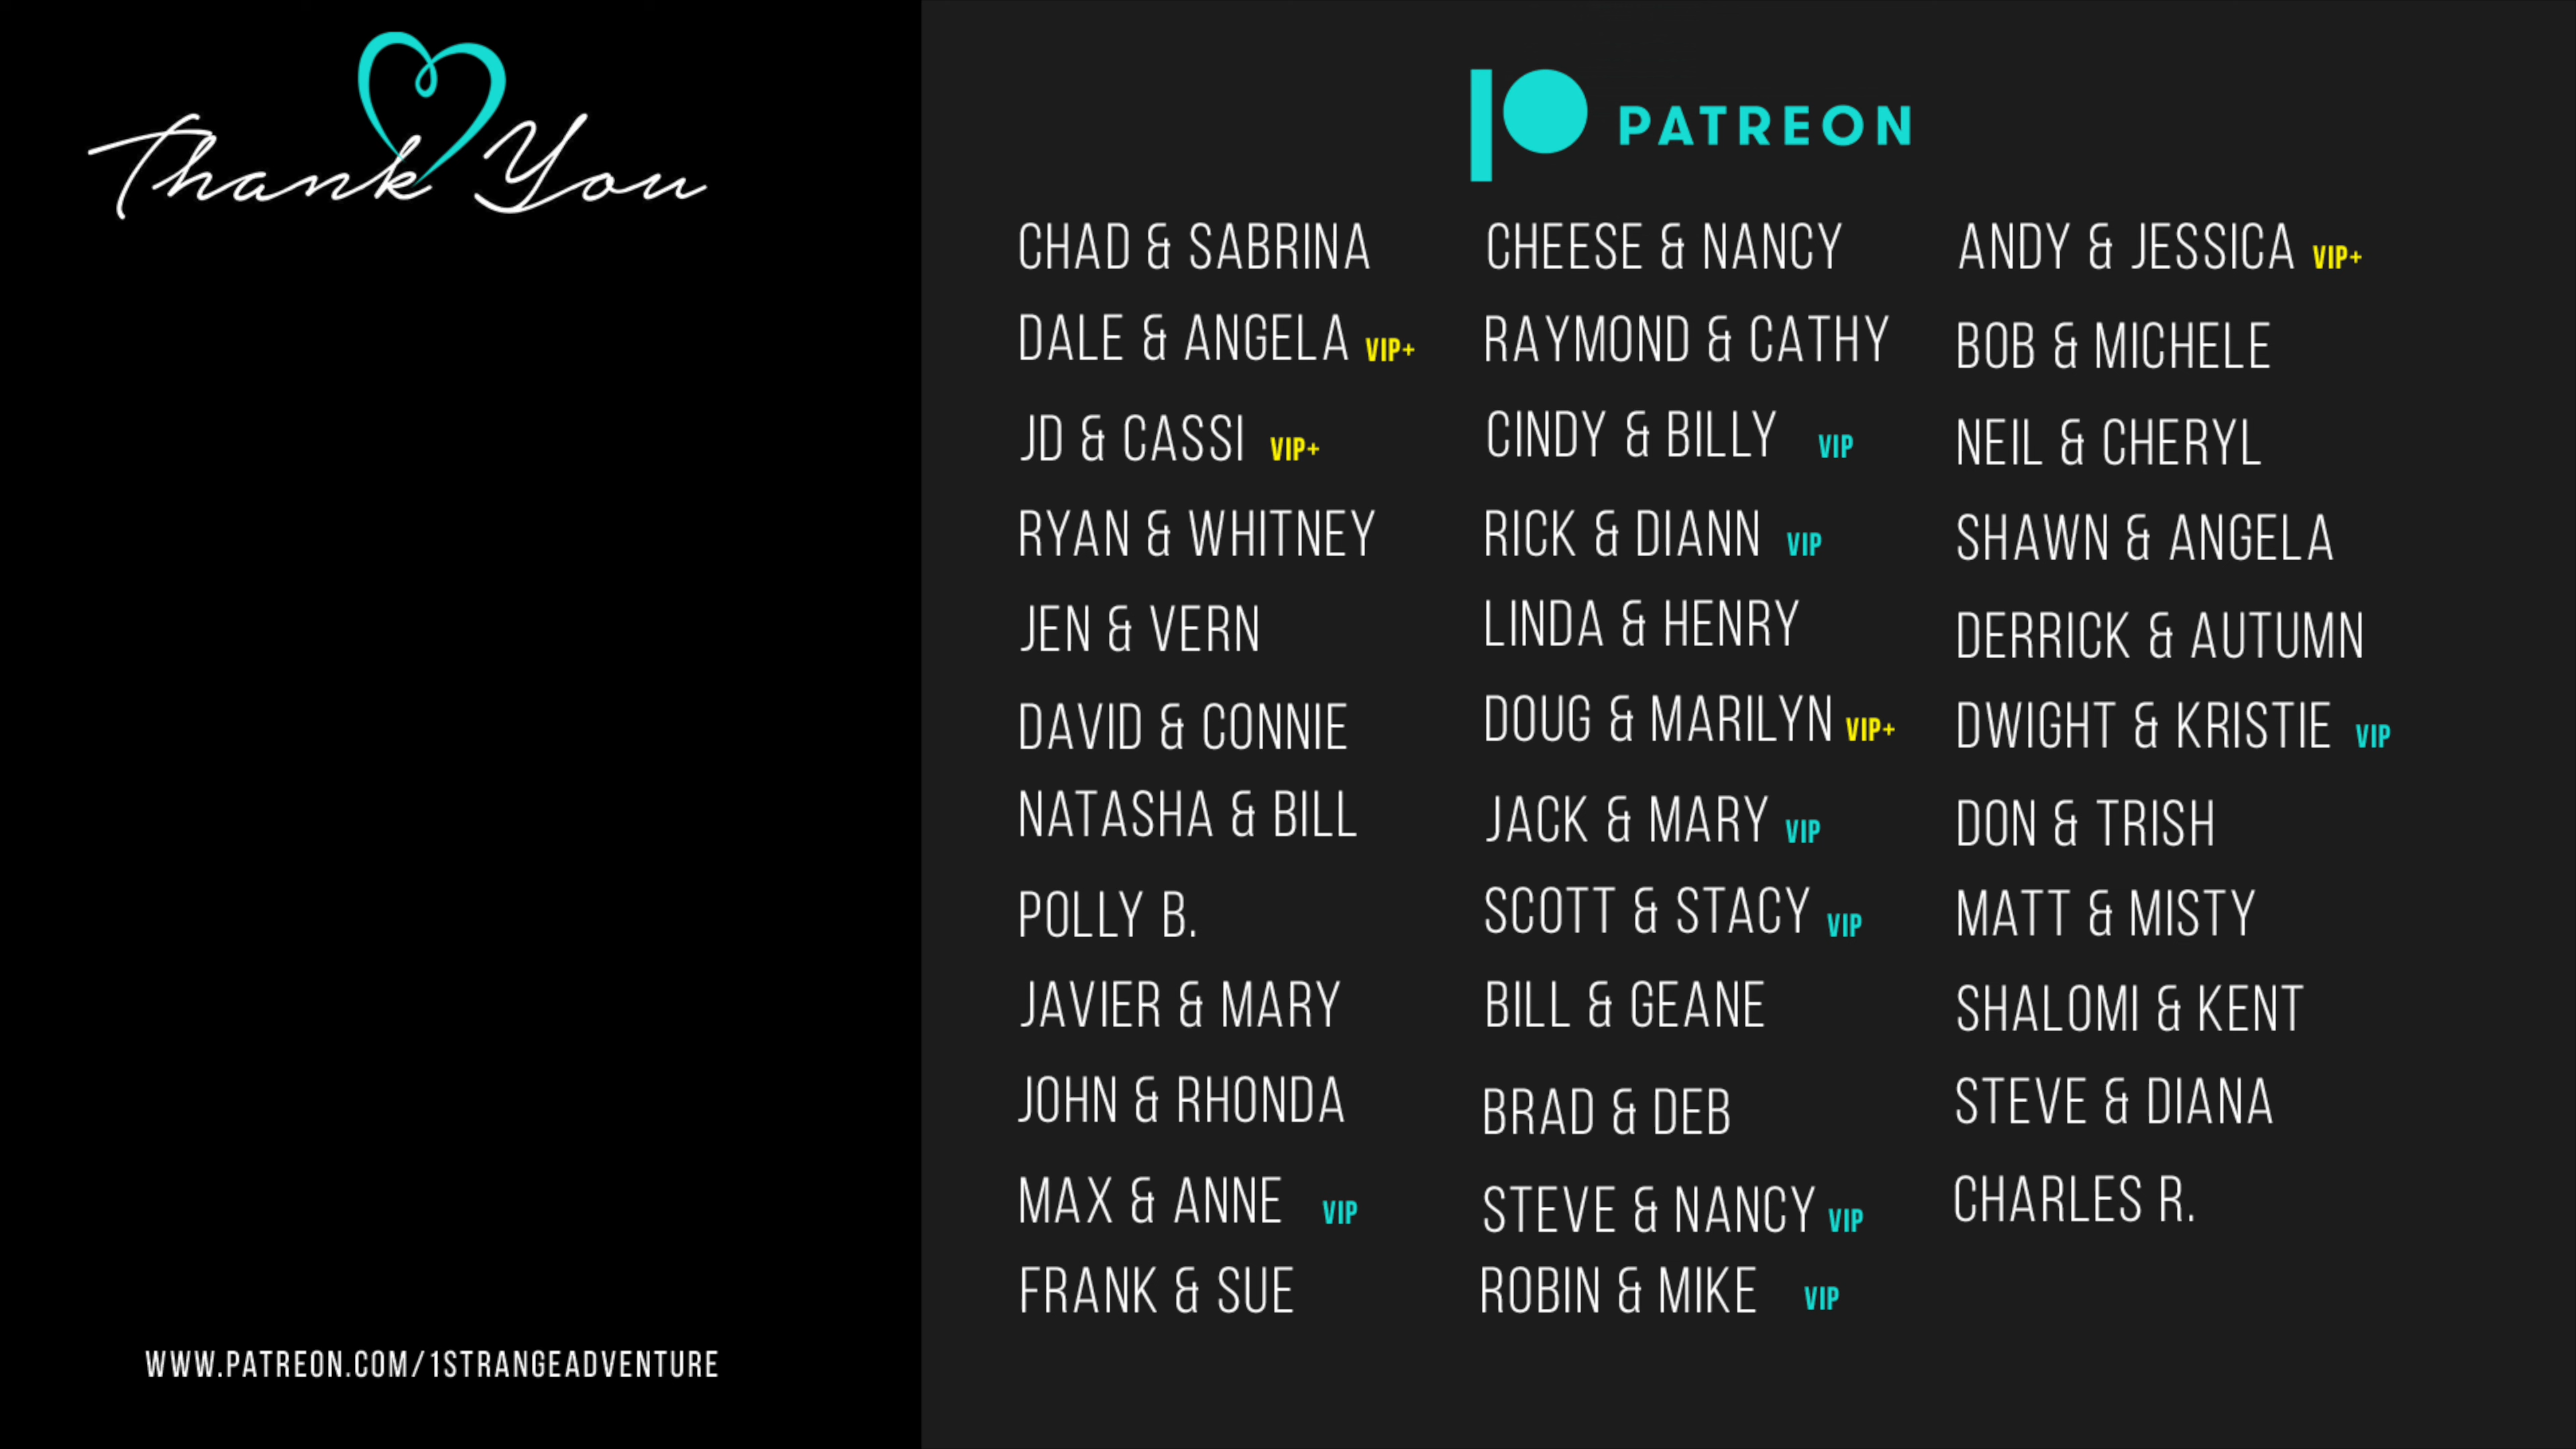 Thank You
PATREON
CHAD & SABRINA
DALE & ANGELA VIP+
JD & CASSI VIP+
RYAN & WHITNEY
JEN & VERN
DAVID & CONNIE
NATASHA & BILL
POLLY B.
JAVIER & MARY
JOHN & RHONDA
MAX & ANNE VIP
FRANK & SUE
CHEESE & NANCY
RAYMOND & CATHY
CINDY & BILLY VIP
RICK & DIANN VIP
LINDA & HENRY
DOUG & MARILYN VIP+
JACK & MARY VIP
SCOTT & STACY VIP
BILL & GEANE
BRAD & DEB
STEVE & NANCY VIP
ROBIN & MIKE VIP
ANDY & JESSICA VIP+
BOB & MICHELE
NEIL & CHERYL
SHAWN & ANGELA
DERRICK & AUTUMN
DWIGHT & KRISTIE VIP
DON & TRISH
MATT & MISTY
SHALOMI & KENT
STEVE & DIANA
CHARLES R.
WWW.PATREON.COM/1STRANGEADVENTURE